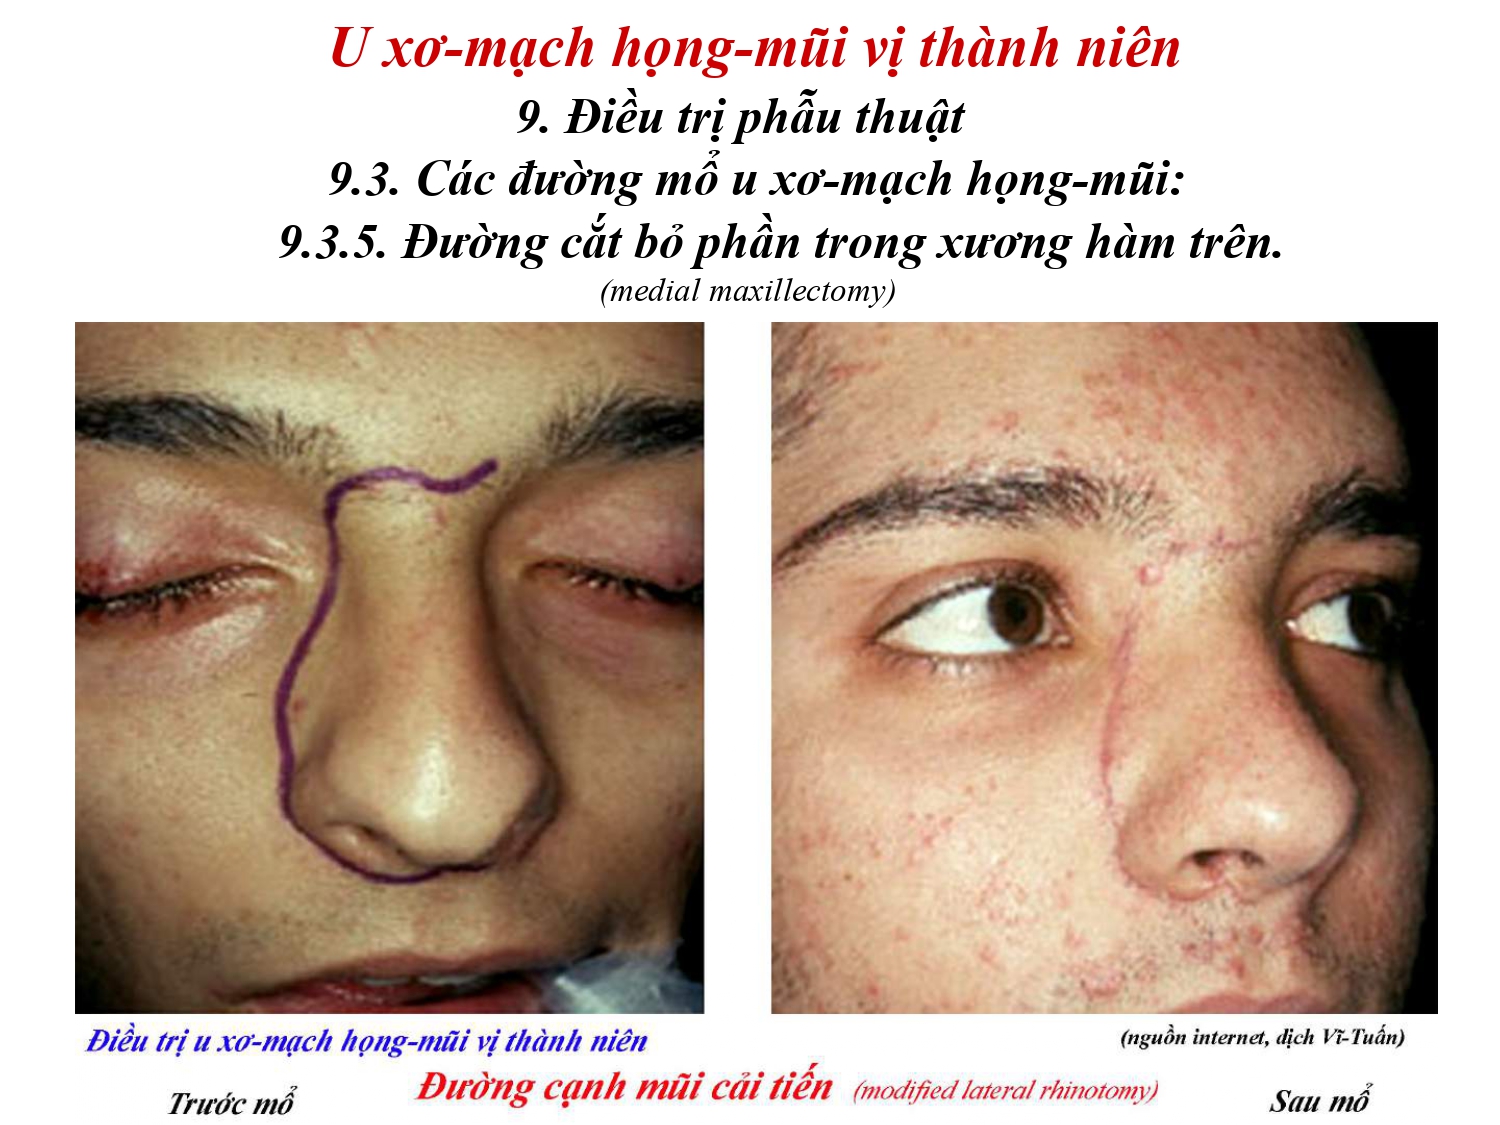 U xơ-mạch họng-mũi vị thành niên
9. Điều trị phẫu thuật
9.3. Các đường mổ u xơ-mạch họng-mũi:
9.3.5. Đường cắt bỏ phần trong xương hàm trên.
(medial maxillectomy)
Điều trị u xơ-mạch họng-mũi vị thành niên
(nguồn internet, dịch Vĩ-Tuấn)
Đường cạnh mũi cải tiến (modified lateral rhinotomy)
Trước mổ
Sau mổ